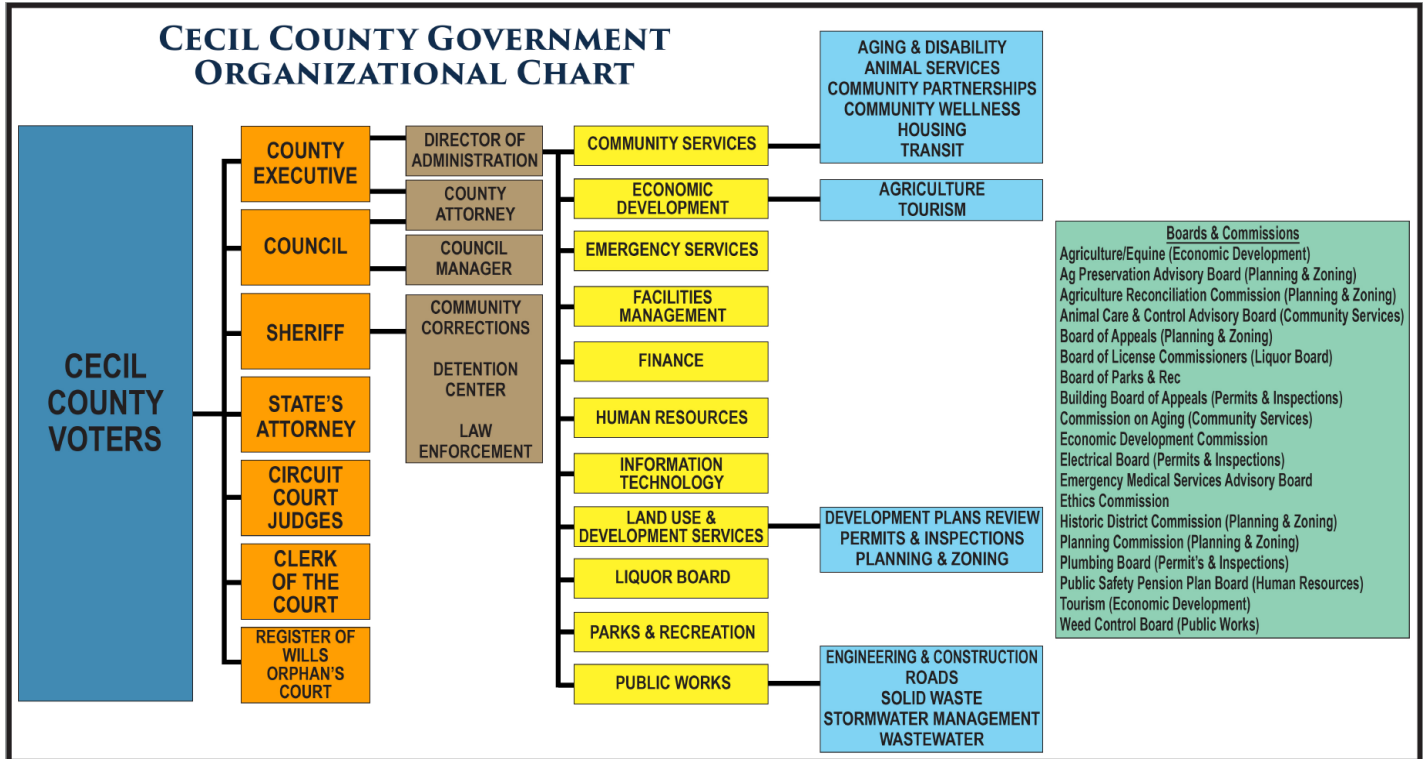 CECIL COUNTY GOVERNMENT
ORGANIZATIONAL CHART
CECIL
COUNTY
VOTERS
COUNTY
EXECUTIVE
COUNCIL
SHERIFF
STATE'S
ATTORNEY
CIRCUIT
COURT
JUDGES
CLERK
OF THE
COURT
REGISTER OF
WILLS
ORPHAN'S
COURT
DIRECTOR OF
ADMINISTRATION
COUNTY
ATTORNEY
COUNCIL
MANAGER
COMMUNITY
CORRECTIONS
DETENTION
CENTER
LAW
ENFORCEMENT
COMMUNITY SERVICES
ECONOMIC
DEVELOPMENT
EMERGENCY SERVICES
FACILITIES
MANAGEMENT
FINANCE
HUMAN RESOURCES
INFORMATION
TECHNOLOGY
LAND USE &
DEVELOPMENT SERVICES
LIQUOR BOARD
PARKS & RECREATION
PUBLIC WORKS
AGING & DISABILITY
ANIMAL SERVICES
COMMUNITY PARTNERSHIPS
COMMUNITY WELLNESS
HOUSING
TRANSIT
AGRICULTURE
TOURISM
DEVELOPMENT PLANS REVIEW
PERMITS & INSPECTIONS
PLANNING & ZONING
ENGINEERING & CONSTRUCTION
ROADS
SOLID WASTE
STORMWATER MANAGEMENT
WASTEWATER
Boards & Commissions
Agriculture/Equine (Economic Development)
Ag Preservation Advisory Board (Planning & Zoning)
Agriculture Reconciliation Commission (Planning & Zoning)
Animal Care & Control Advisory Board (Community Services)
Board of Appeals (Planning & Zoning)
Board of License Commissioners (Liquor Board)
Board of Parks & Rec
Building Board of Appeals (Permits & Inspections)
Commission on Aging (Community Services)
Economic Development Commission
Electrical Board (Permits & Inspections)
Emergency Medical Services Advisory Board
Ethics Commission
Historic District Commission (Planning & Zoning)
Planning Commission (Planning & Zoning)
Plumbing Board (Permit's & Inspections)
Public Safety Pension Plan Board (Human Resources)
Tourism (Economic Development)
Weed Control Board (Public Works)